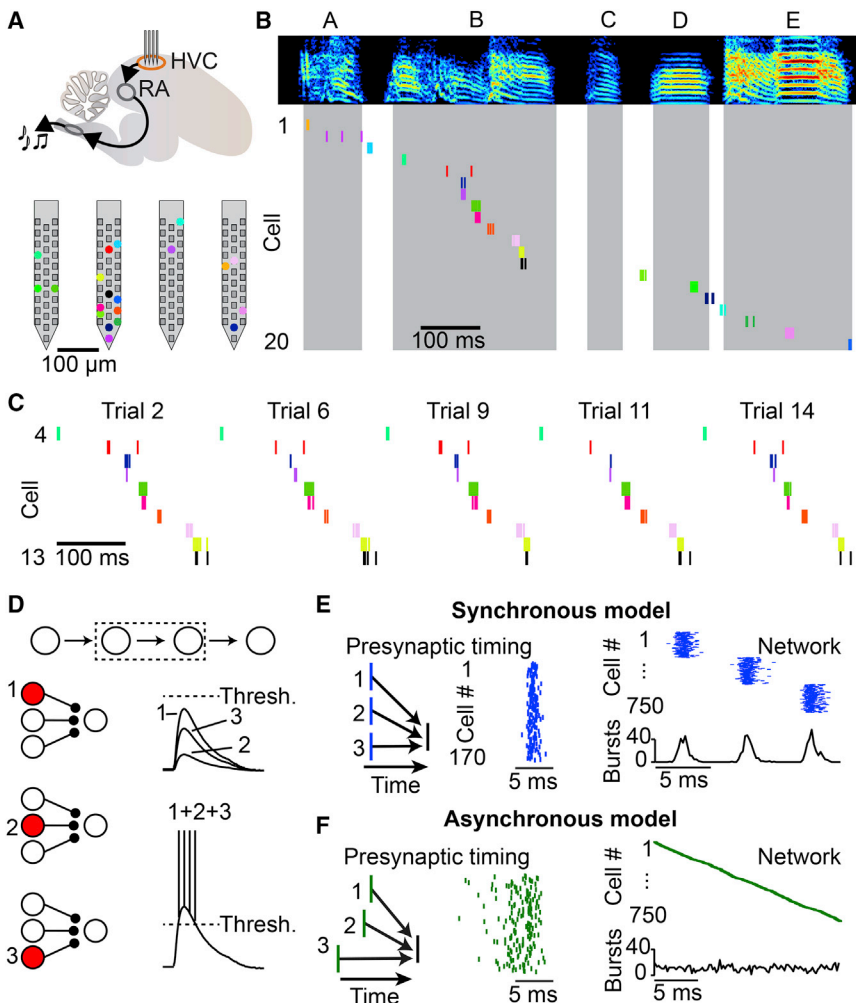 A
HVC
RA
100 µm
B
A B C D E
1
Cell
20
100 ms
C
Trial 2 Trial 6 Trial 9 Trial 11 Trial 14
4
Cell
13
100 ms
D
1
2
3
Thresh.
1
3
2
1+2+3
Thresh.
E
Synchronous model
Presynaptic timing
1
2
3
Time
Cell #
1
170
5 ms
Network
Cell #
1
...
750
Bursts
40
0
5 ms
F
Asynchronous model
Presynaptic timing
1
2
3
Time
5 ms
Network
Cell #
1
...
750
Bursts
40
0
5 ms